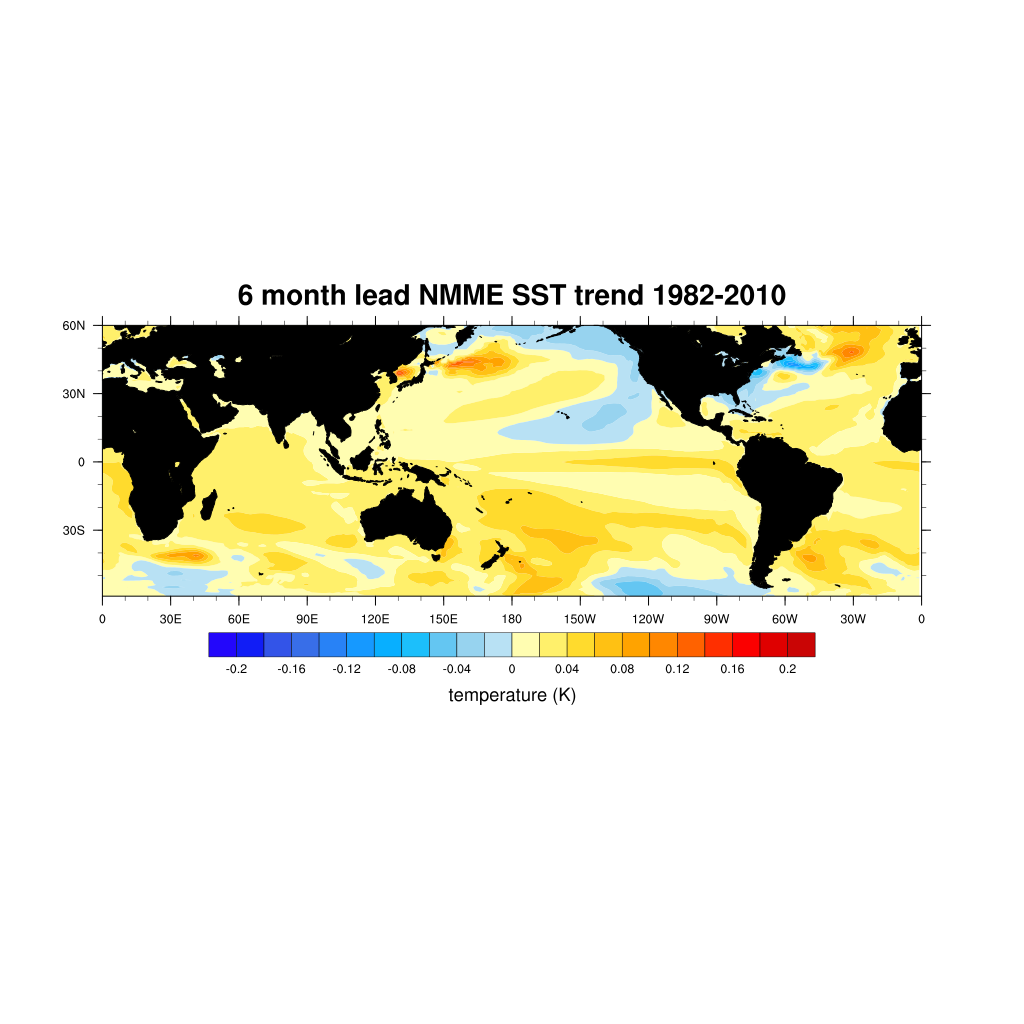 6 month lead NMME SST trend 1982-2010
60N
30N
0
30S
0 30E 60E 90E 120E 150E 180 150W 120W 90W 60W 30W 0
-0.2 -0.16 -0.12 -0.08 -0.04 0 0.04 0.08 0.12 0.16 0.2
temperature (K)